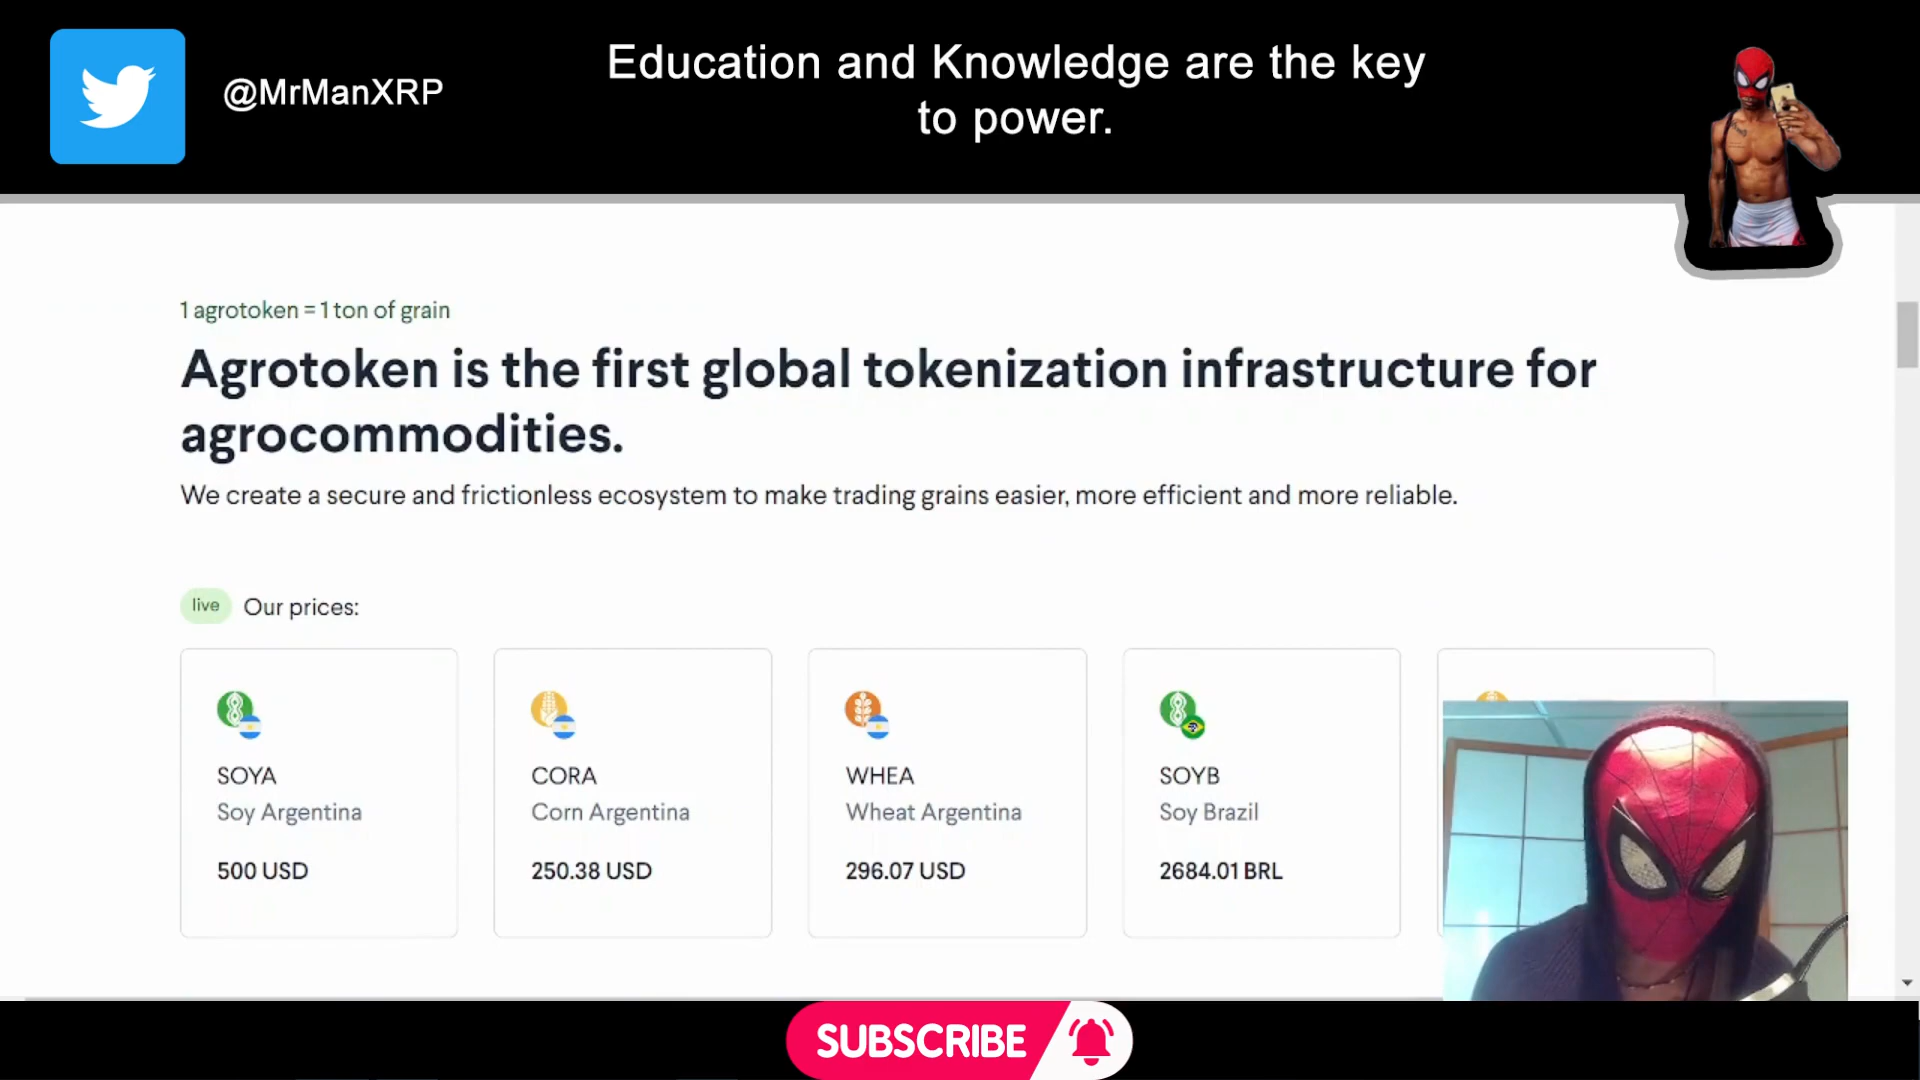 @MrManXRP
Education and Knowledge are the key
to power.
1 agrotoken = 1 ton of grain
Agrotoken is the first global tokenization infrastructure for
agrocommodities.
We create a secure and frictionless ecosystem to make trading grains easier, more efficient and more reliable.
live Our prices:
SOYA
Soy Argentina
500 USD
CORA
Corn Argentina
250.38 USD
WHEA
Wheat Argentina
296.07 USD
SOYB
Soy Brazil
2684.01 BRL
SUBSCRIBE